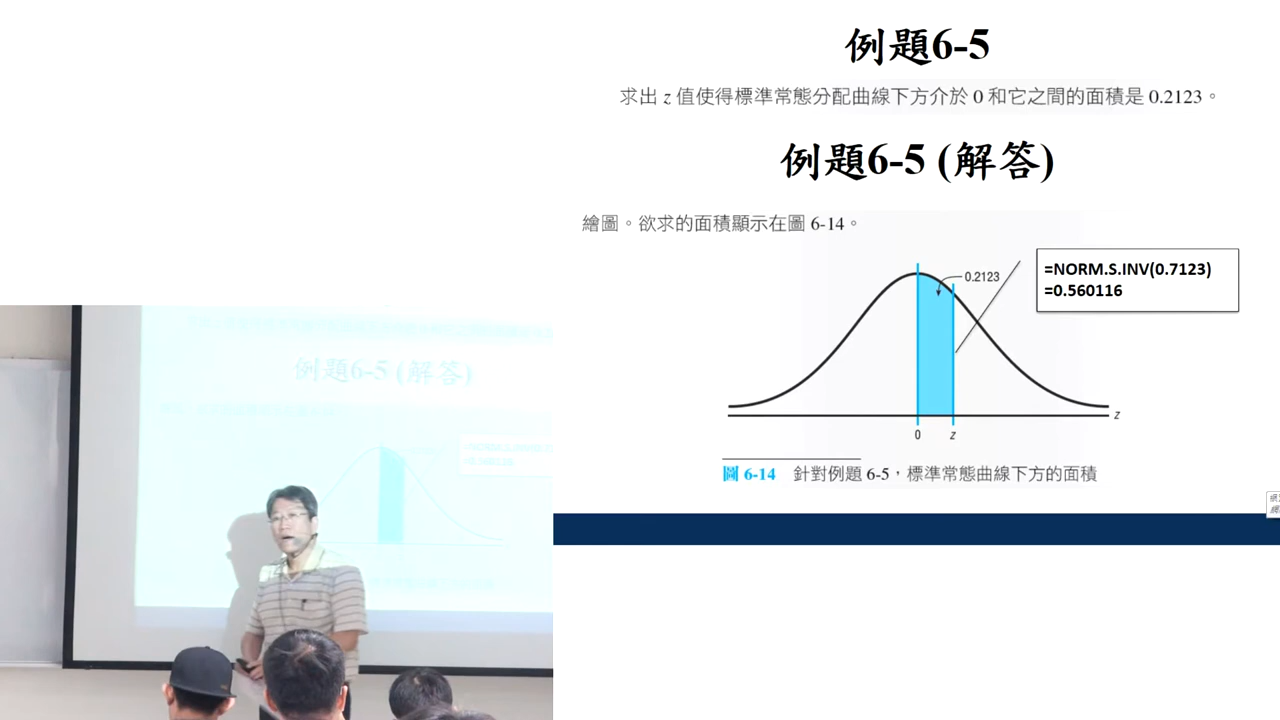 例題6-5
求出 z 值使得標準常態分配曲線下方介於 0 和它之間的面積是 0.2123。
例題6-5 (解答)
繪圖。欲求的面積顯示在圖 6-14。
0.2123
=NORM.S.INV(0.7123)
=0.560116
z
0
z
圖 6-14 針對例題 6-5，標準常態曲線下方的面積
例題6-5 (解答)